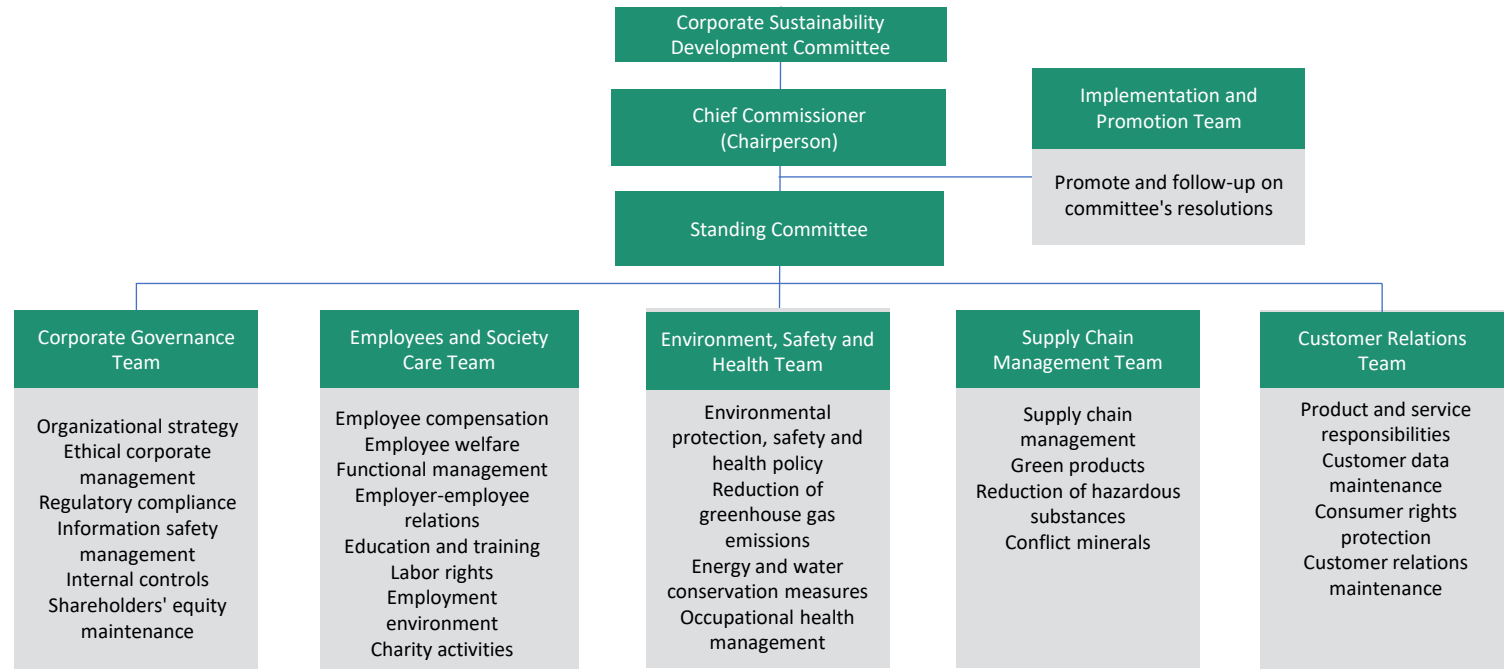 Corporate Sustainability
Development Committee
Chief Commissioner
(Chairperson)
Implementation and
Promotion Team
Promote and follow-up on
committee's resolutions
Standing Committee
Corporate Governance
Team
Organizational strategy
Ethical corporate
management
Regulatory compliance
Information safety
management
Internal controls
Shareholders' equity
maintenance
Employees and Society
Care Team
Employee compensation
Employee welfare
Functional management
Employer-employee
relations
Education and training
Labor rights
Employment
environment
Charity activities
Environment, Safety and
Health Team
Environmental
protection, safety and
health policy
Reduction of
greenhouse gas
emissions
Energy and water
conservation measures
Occupational health
management
Supply Chain
Management Team
Supply chain
management
Green products
Reduction of hazardous
substances
Conflict minerals
Customer Relations
Team
Product and service
responsibilities
Customer data
maintenance
Consumer rights
protection
Customer relations
maintenance